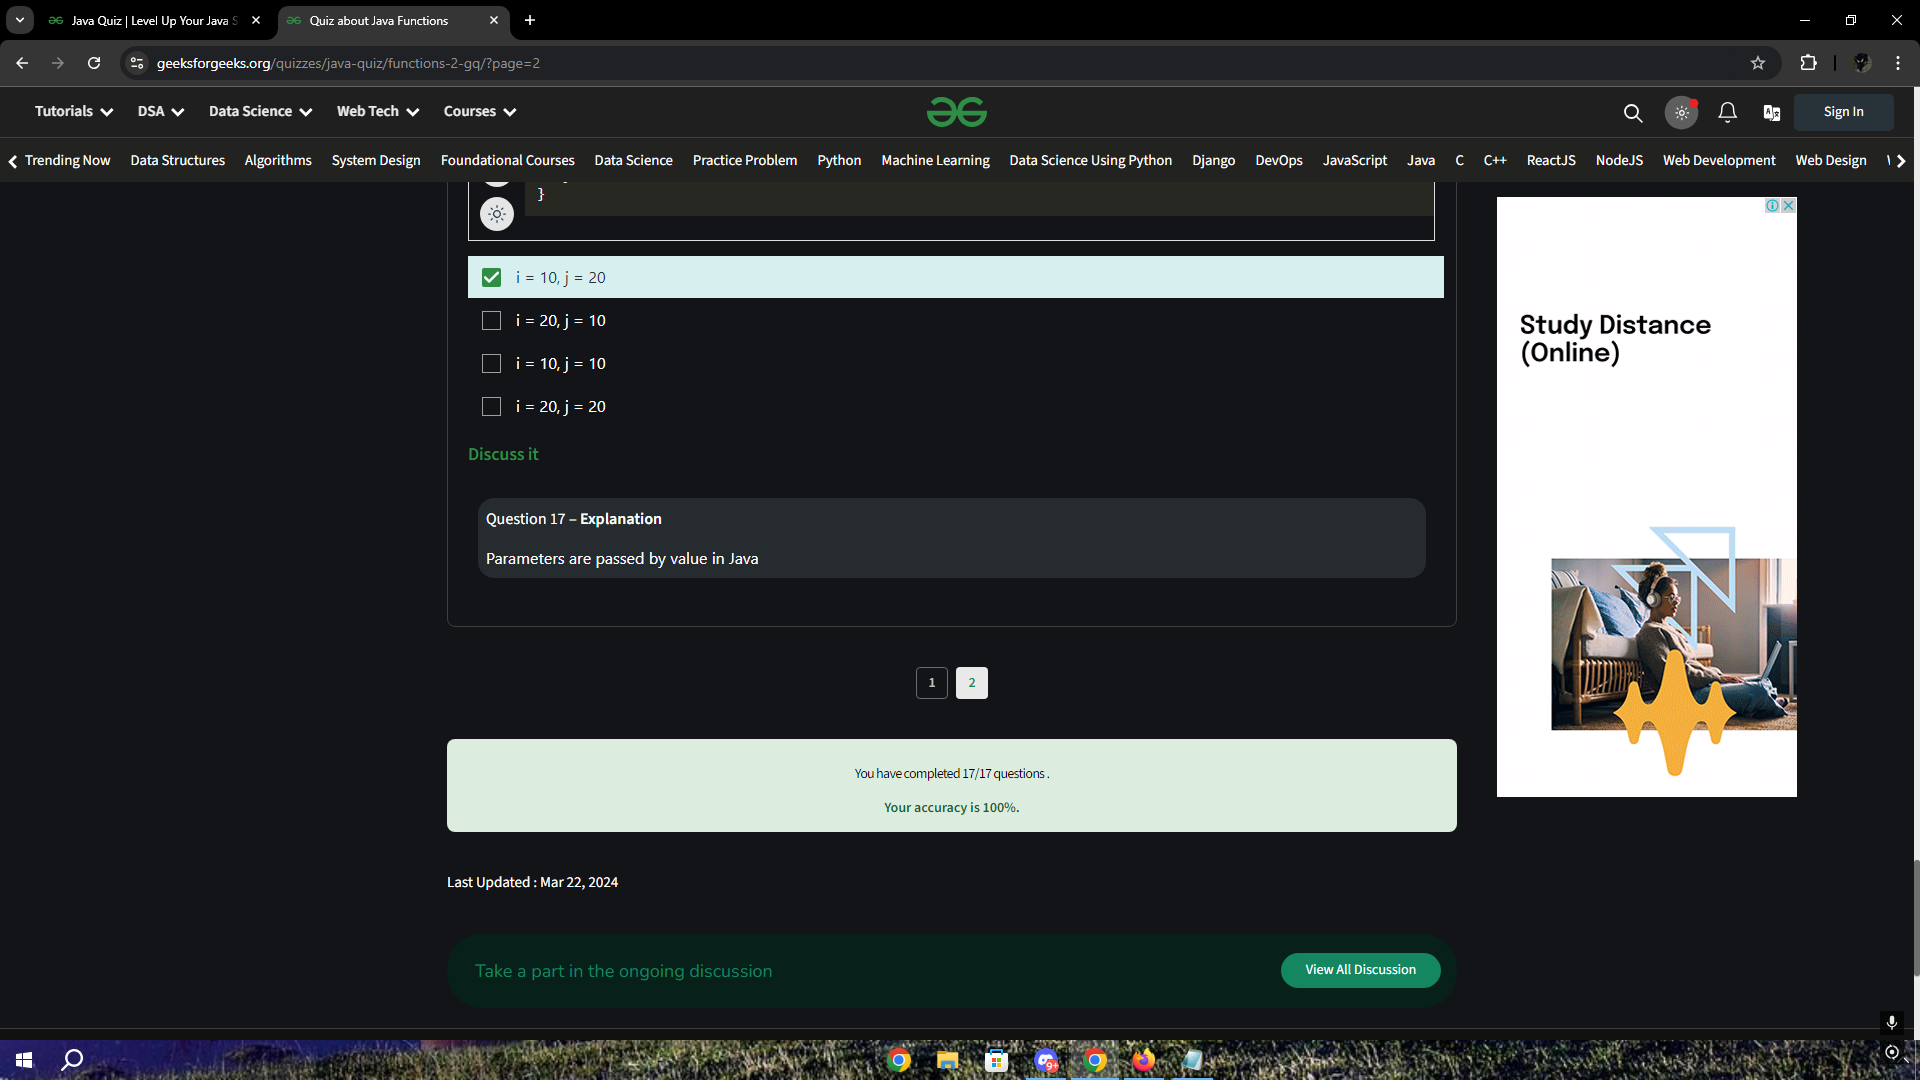 Java Quiz | Level Up Your Java S
Quiz about Java Functions
geeksforgeeks.org/quizzes/java-quiz/functions-2-gq/?page=2
Tutorials DSA Data Science Web Tech Courses
Sign In
Trending Now Data Structures Algorithms System Design Foundational Courses Data Science Practice Problem Python Machine Learning Data Science Using Python Django DevOps JavaScript Java C C++ ReactJS NodeJS Web Development Web Design
}
i = 10, j = 20
i = 20, j = 10
i = 10, j = 10
i = 20, j = 20
Discuss it
Question 17 – Explanation
Parameters are passed by value in Java
1 2
You have completed 17/17 questions .
Your accuracy is 100%.
Last Updated : Mar 22, 2024
Take a part in the ongoing discussion
View All Discussion
Study Distance
(Online)
9+